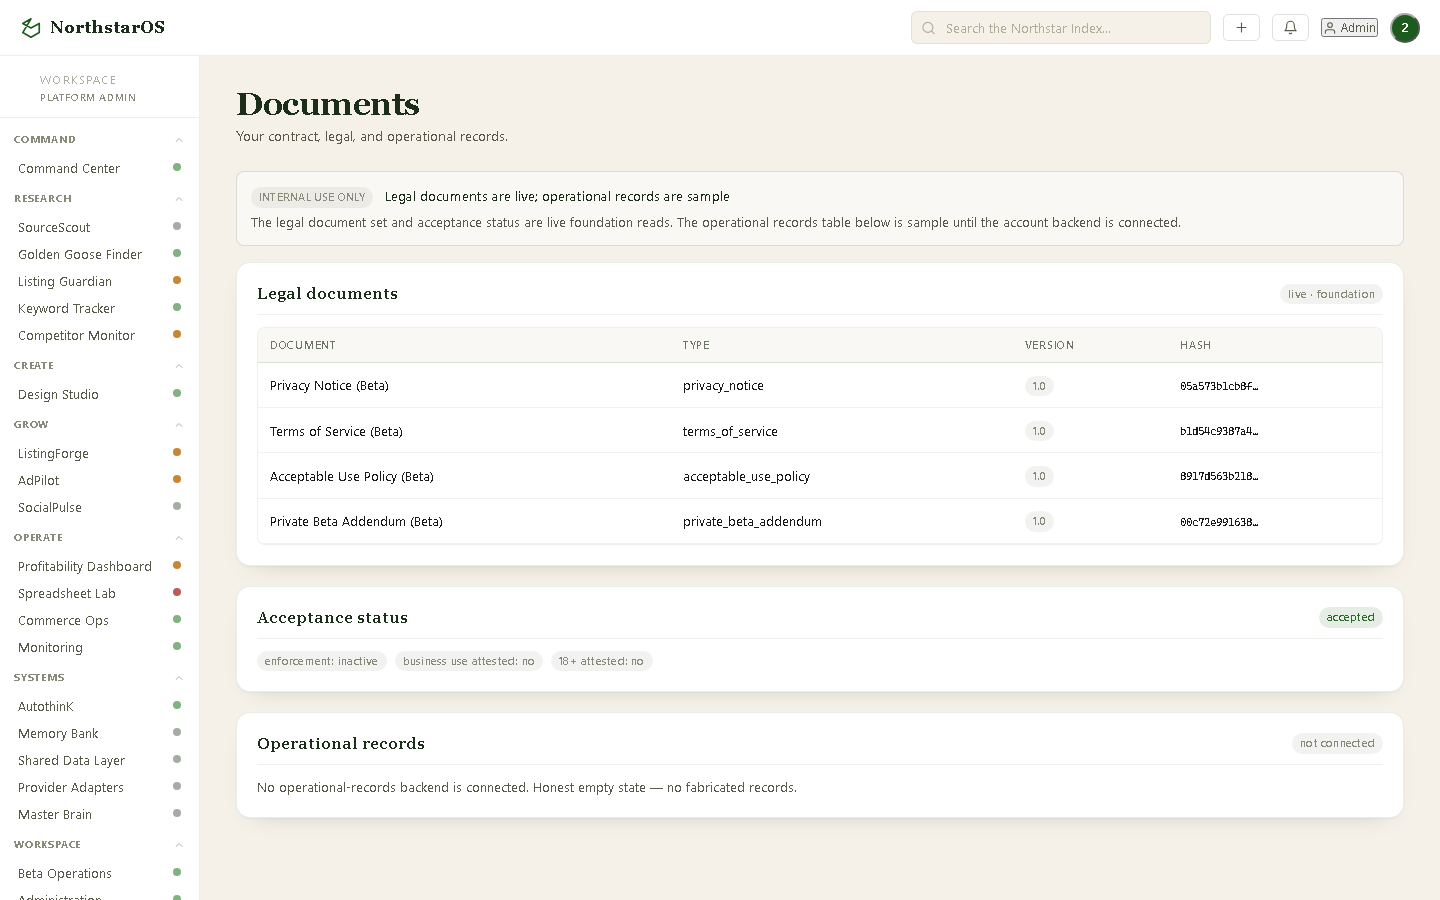 NorthstarOS
Search the Northstar Index...
Admin
2
WORKSPACE
PLATFORM ADMIN
COMMAND
Command Center
RESEARCH
SourceScout
Golden Goose Finder
Listing Guardian
Keyword Tracker
Competitor Monitor
CREATE
Design Studio
GROW
ListingForge
AdPilot
SocialPulse
OPERATE
Profitability Dashboard
Spreadsheet Lab
Commerce Ops
Monitoring
SYSTEMS
AutothinK
Memory Bank
Shared Data Layer
Provider Adapters
Master Brain
WORKSPACE
Beta Operations
Administration
Documents
Your contract, legal, and operational records.
INTERNAL USE ONLY Legal documents are live; operational records are sample
The legal document set and acceptance status are live foundation reads. The operational records table below is sample until the account backend is connected.
Legal documents live · foundation
DOCUMENT TYPE VERSION HASH
Privacy Notice (Beta) privacy_notice 1.0 05a573b1cb8f…
Terms of Service (Beta) terms_of_service 1.0 b1d54c9387a4…
Acceptable Use Policy (Beta) acceptable_use_policy 1.0 8917d563b218…
Private Beta Addendum (Beta) private_beta_addendum 1.0 00c72e991638…
Acceptance status accepted
enforcement: inactive business use attested: no 18+ attested: no
Operational records not connected
No operational-records backend is connected. Honest empty state — no fabricated records.